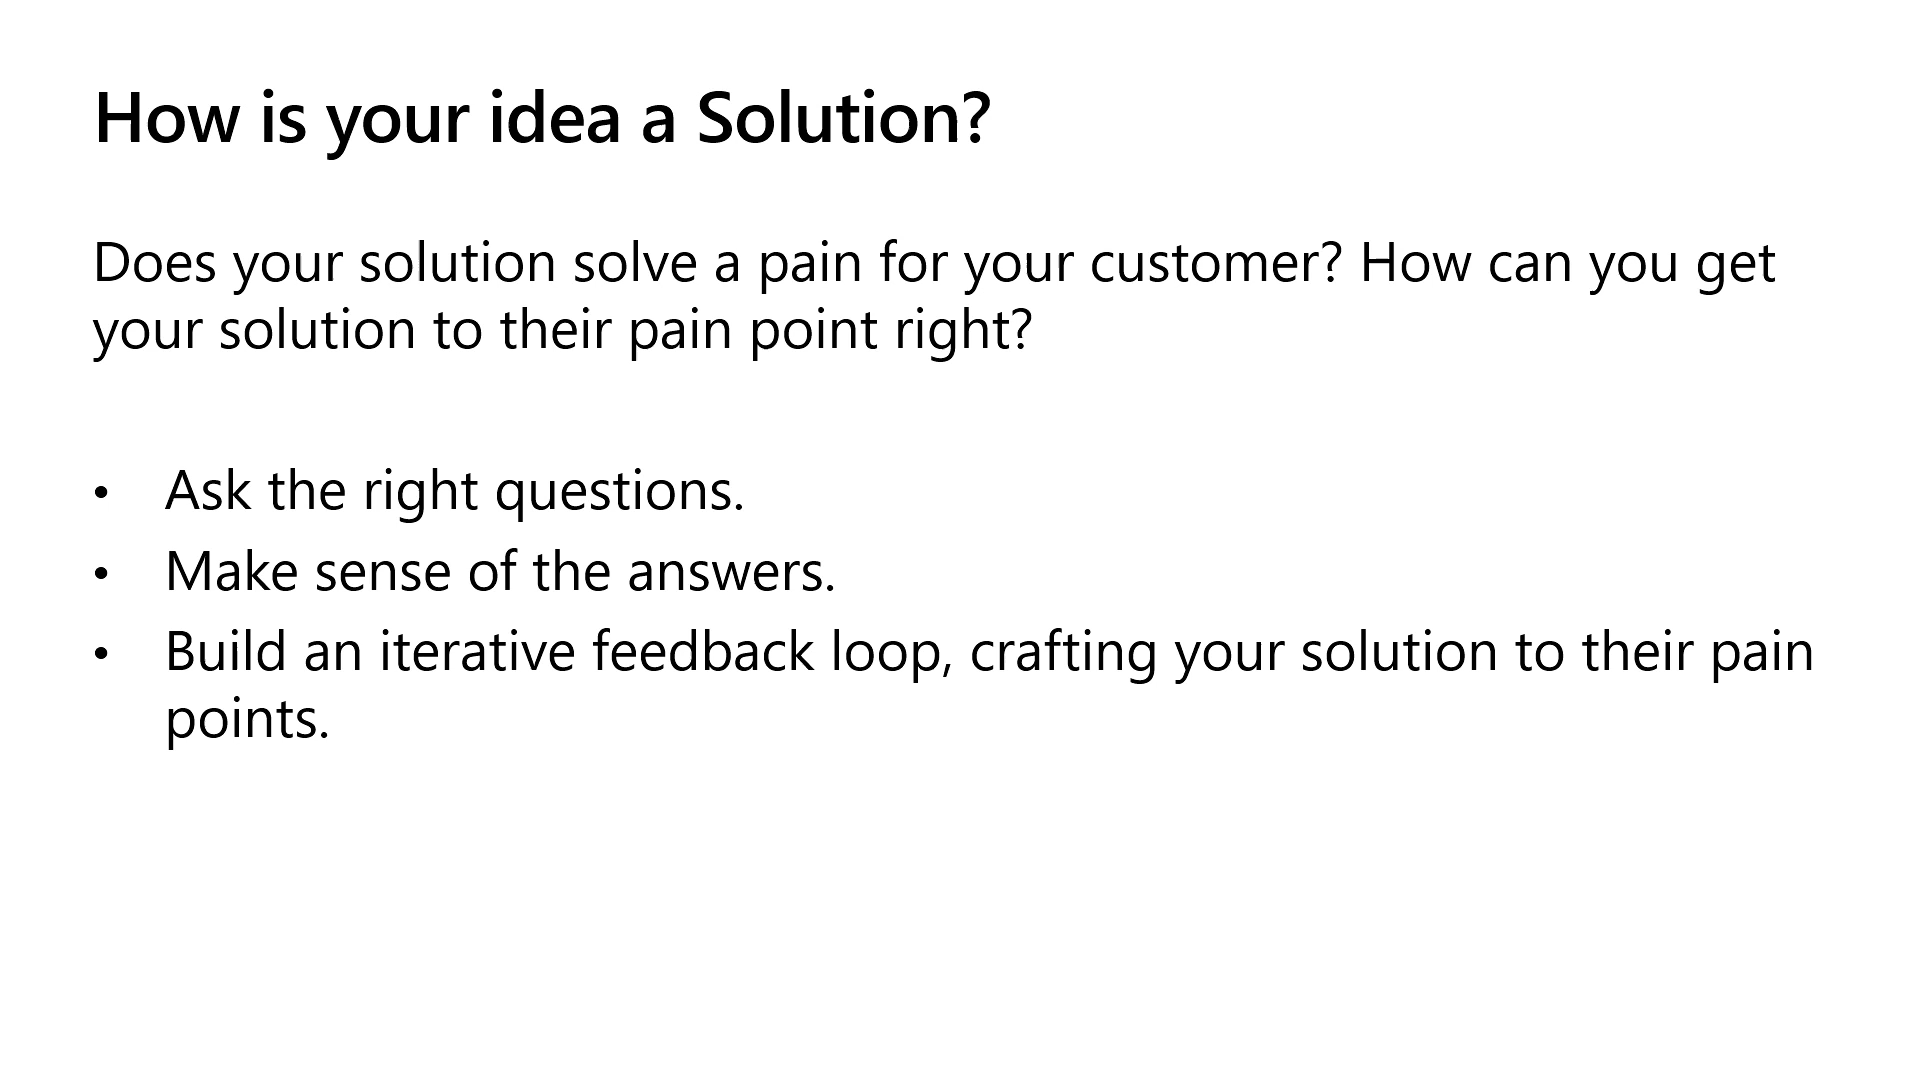 How is your idea a Solution?
Does your solution solve a pain for your customer? How can you get
your solution to their pain point right?
• Ask the right questions.
• Make sense of the answers.
• Build an iterative feedback loop, crafting your solution to their pain
points.